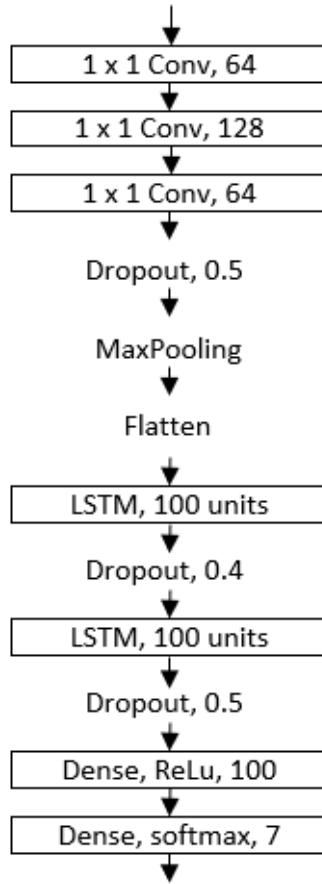 1 x 1 Conv, 64
1 x 1 Conv, 128
1 x 1 Conv, 64
Dropout, 0.5
MaxPooling
Flatten
LSTM, 100 units
Dropout, 0.4
LSTM, 100 units
Dropout, 0.5
Dense, ReLu, 100
Dense, softmax, 7